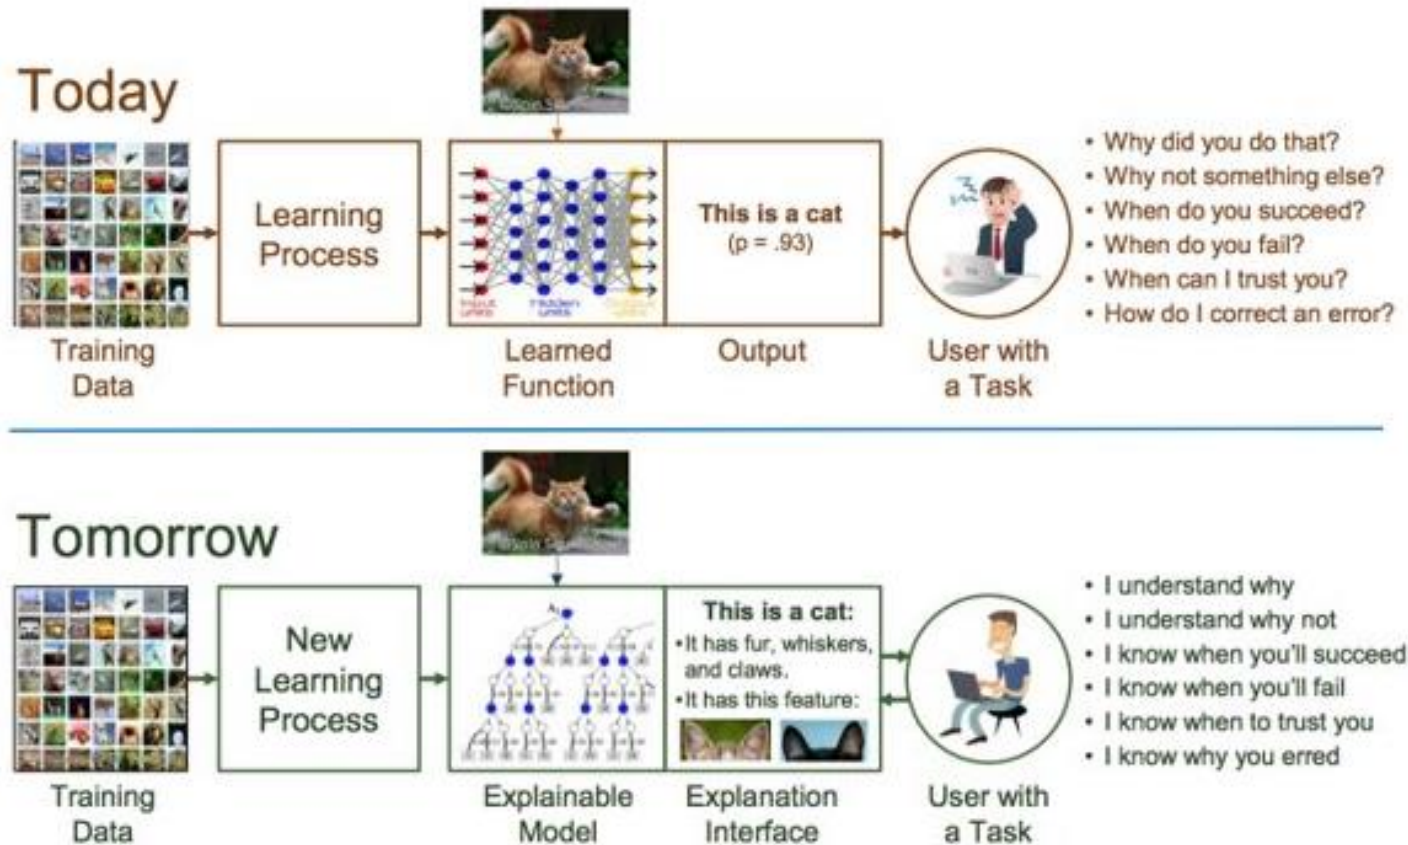 Today
Learning
Process
Input
units
Hidden
units
This is a cat
(p = .93)
• Why did you do that?
• Why not something else?
• When do you succeed?
• When do you fail?
• When can I trust you?
• How do I correct an error?
Training
Data
Learned
Function
Output
User with
a Task
Tomorrow
New
Learning
Process
This is a cat:
•It has fur, whiskers,
and claws.
•It has this feature:
• I understand why
• I understand why not
• I know when you'll succeed
• I know when you'll fail
• I know when to trust you
• I know why you erred
Training
Data
Explainable
Model
Explanation
Interface
User with
a Task